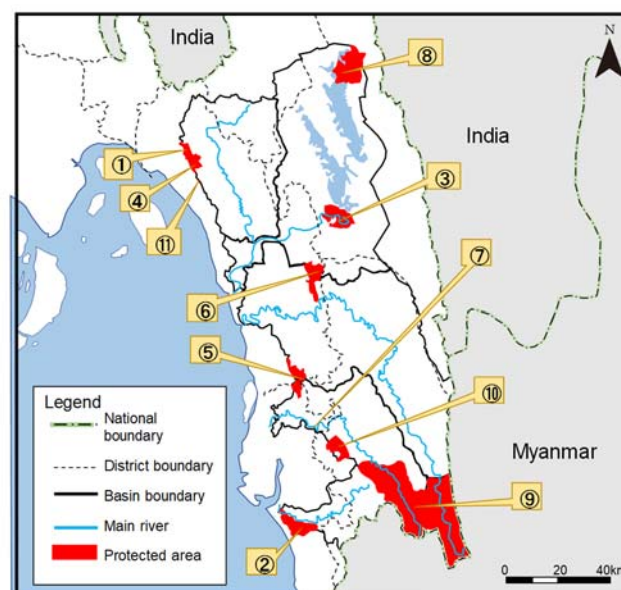 India
N
⑧
India
①
④
⑪
③
⑦
⑥
⑤
⑩
Legend
National
boundary
District boundary
Basin boundary
Main river
Protected area
Myanmar
⑨
②
0 20 40km